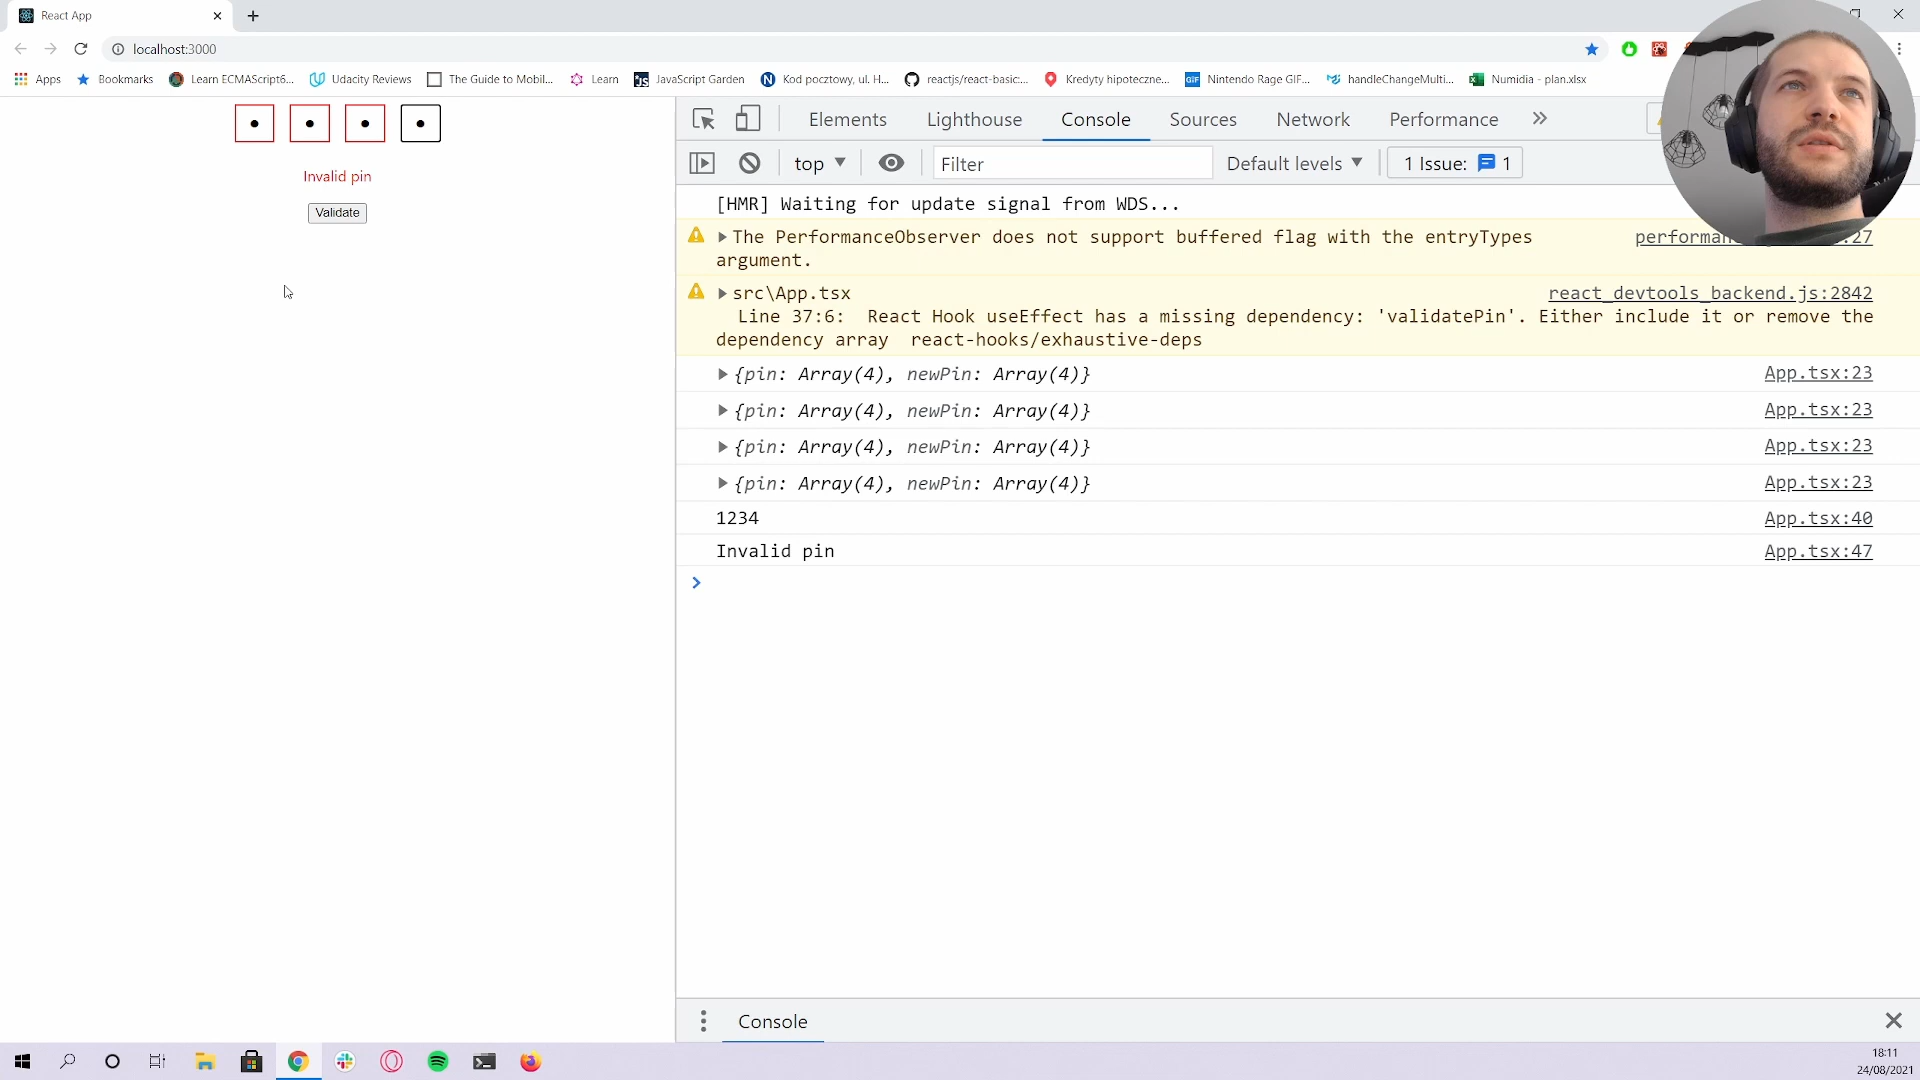 React App
localhost:3000
Apps
Bookmarks
Learn ECMAScript6...
Udacity Reviews
The Guide to Mobil...
Learn
JavaScript Garden
Kod pocztowy, ul. H...
reactjs/react-basic:...
Kredyty hipoteczne...
Nintendo Rage GIF...
handleChangeMulti...
Numidia - plan.xlsx
Invalid pin
Validate
Elements
Lighthouse
Console
Sources
Network
Performance
top
Filter
Default levels
1 Issue: 1
[HMR] Waiting for update signal from WDS...
The PerformanceObserver does not support buffered flag with the entryTypes
argument.
src\App.tsx react_devtools_backend.js:2842
Line 37:6: React Hook useEffect has a missing dependency: 'validatePin'. Either include it or remove the
dependency array react-hooks/exhaustive-deps
{pin: Array(4), newPin: Array(4)} App.tsx:23
{pin: Array(4), newPin: Array(4)} App.tsx:23
{pin: Array(4), newPin: Array(4)} App.tsx:23
{pin: Array(4), newPin: Array(4)} App.tsx:23
1234 App.tsx:40
Invalid pin App.tsx:47
Console
18:11
24/08/2021